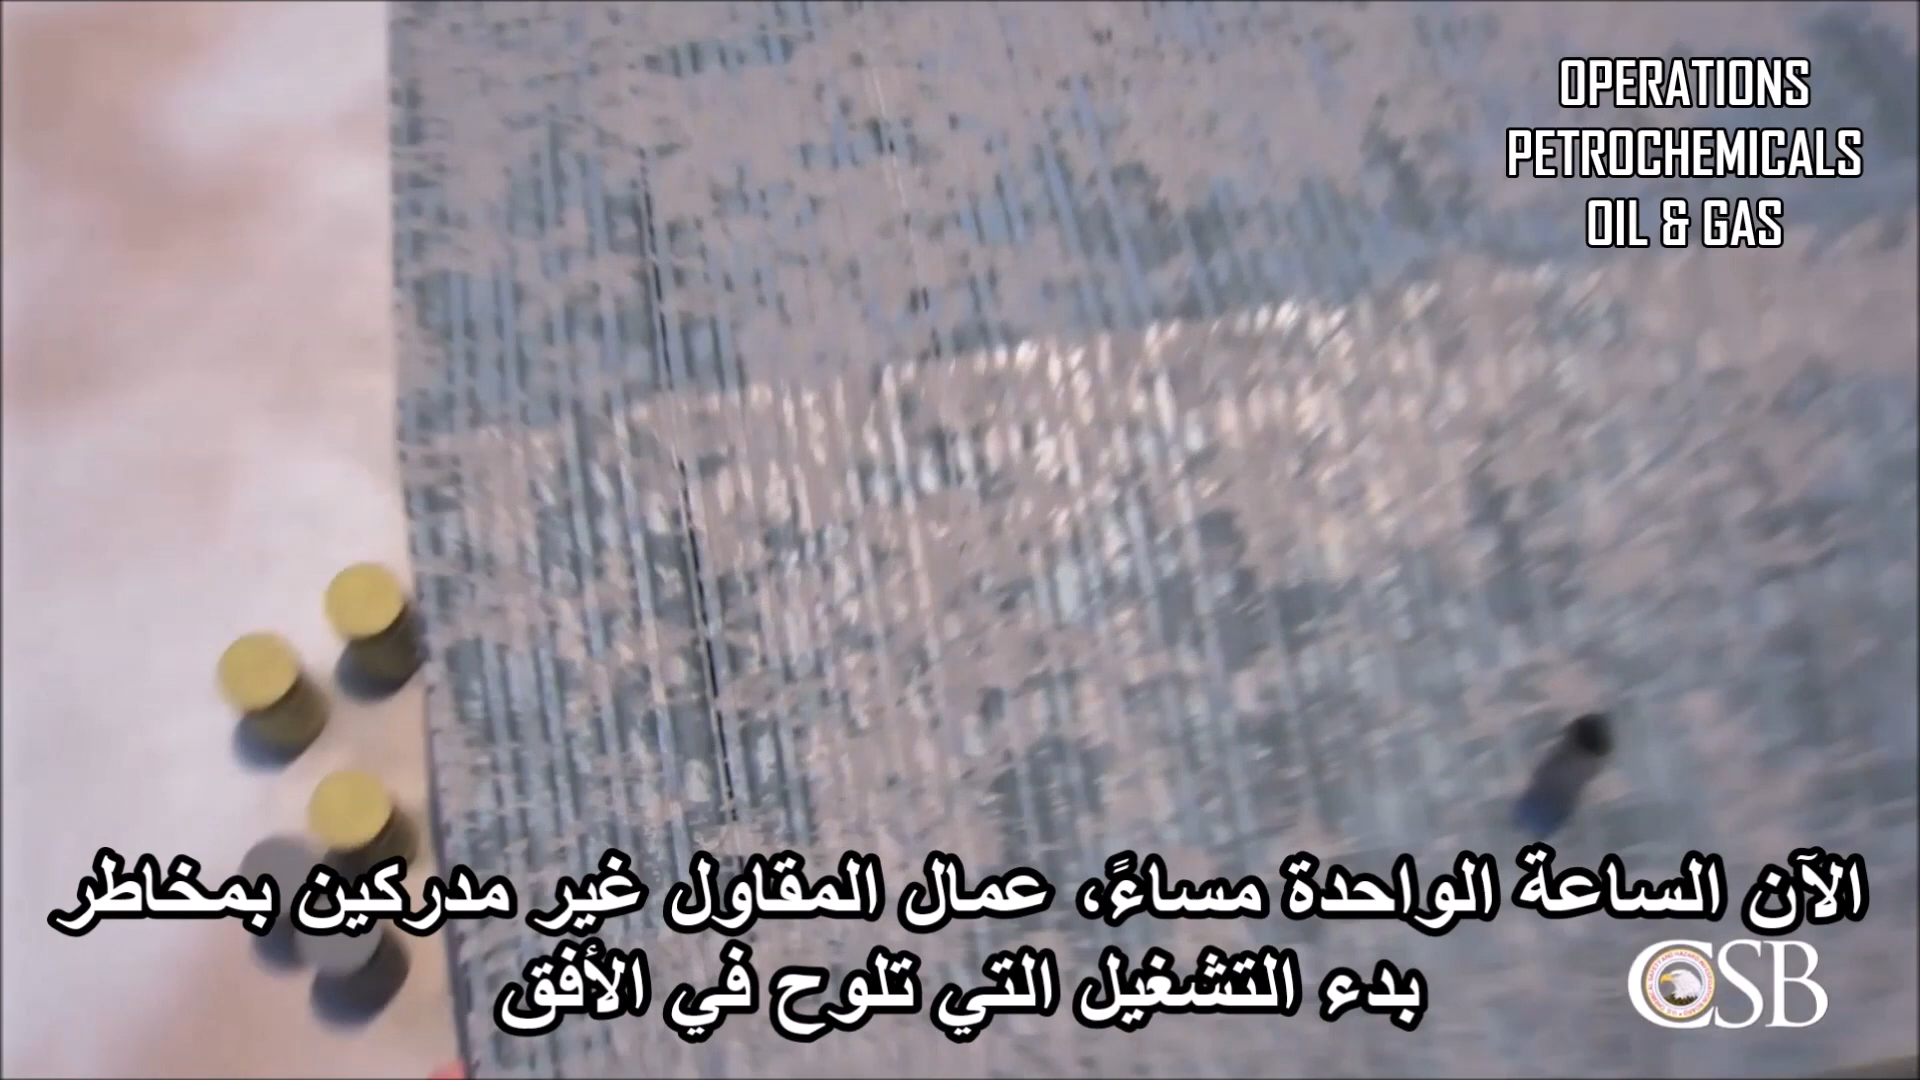 OPERATIONS
PETROCHEMICALS
OIL & GAS
الآن الساعة الواحدة مساءً، عمال المقاول غير مدركين بمخاطر
بدء التشغيل التي تلوح في الأفق
CSB